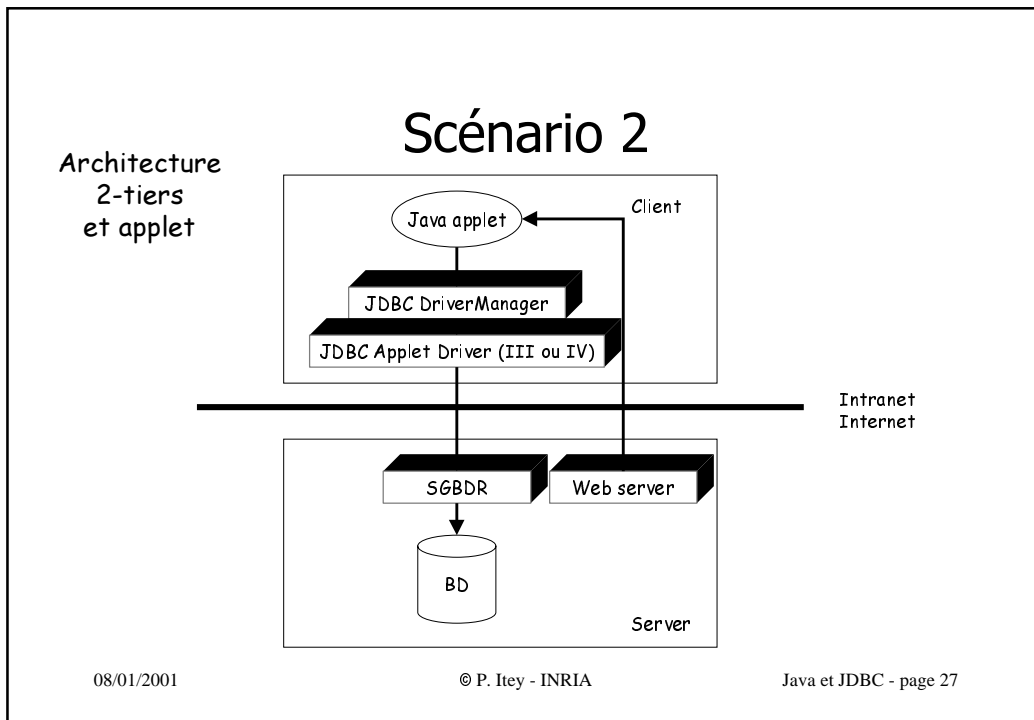 Scénario 2
Architecture
2-tiers
et applet
Client
Java applet
JDBC DriverManager
JDBC Applet Driver (III ou IV)
Intranet
Internet
SGBDR
Web server
BD
Server
08/01/2001
© P. Itey - INRIA
Java et JDBC - page 27